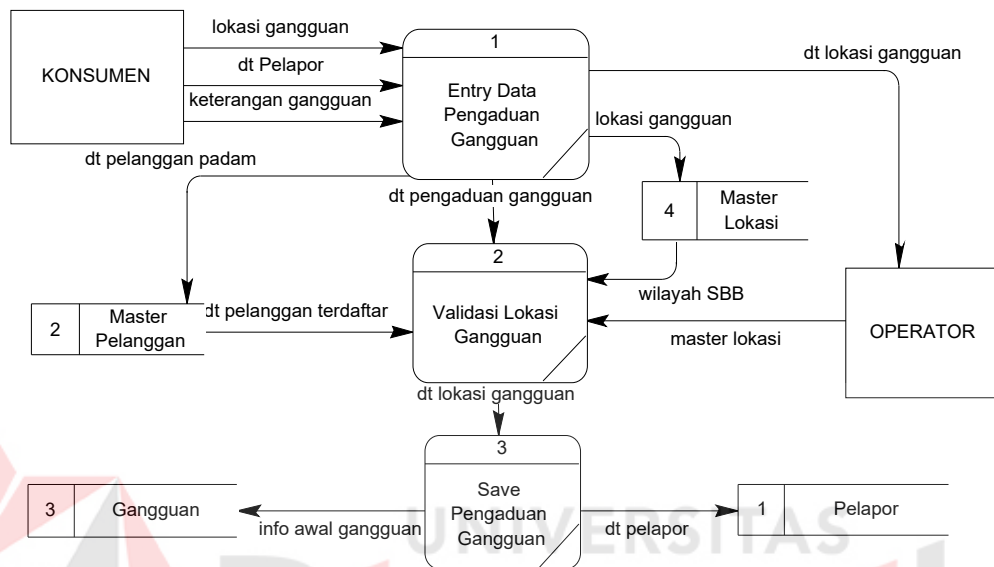 lokasi gangguan
KONSUMEN
dt Pelapor
keterangan gangguan
1
Entry Data
Pengaduan
Gangguan
dt lokasi gangguan
lokasi gangguan
dt pelanggan padam
dt pengaduan gangguan
4
Master
Lokasi
2
Validasi Lokasi
Gangguan
wilayah SBB
master lokasi
OPERATOR
2
Master
Pelanggan
dt pelanggan terdaftar
dt lokasi gangguan
3
Save
Pengaduan
Gangguan
3
Gangguan
info awal gangguan
dt pelapor
1
Pelapor
UNIVERSITAS